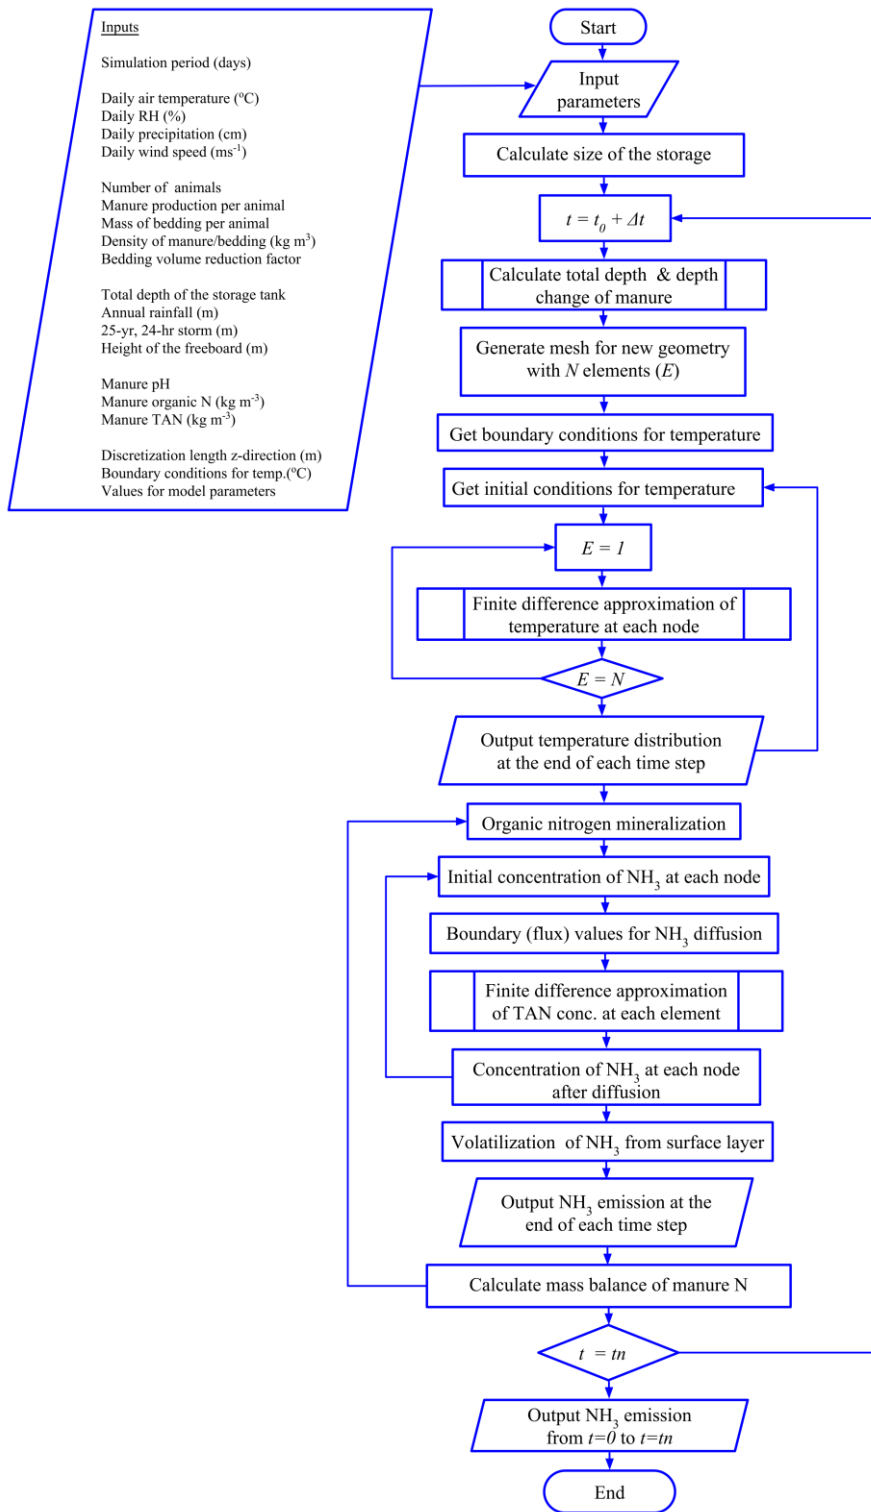 Inputs
Simulation period (days)
Daily air temperature (ºC)
Daily RH (%)
Daily precipitation (cm)
Daily wind speed (ms⁻¹)
Number of animals
Manure production per animal
Mass of bedding per animal
Density of manure/bedding (kg m³)
Bedding volume reduction factor
Total depth of the storage tank
Annual rainfall (m)
25-yr, 24-hr storm (m)
Height of the freeboard (m)
Manure pH
Manure organic N (kg m⁻³)
Manure TAN (kg m⁻³)
Discretization length z-direction (m)
Boundary conditions for temp.(ºC)
Values for model parameters
Start
Input
parameters
Calculate size of the storage
t = t₀ + Δt
Calculate total depth & depth
change of manure
Generate mesh for new geometry
with N elements (E)
Get boundary conditions for temperature
Get initial conditions for temperature
E = 1
Finite difference approximation of
temperature at each node
E = N
Output temperature distribution
at the end of each time step
Organic nitrogen mineralization
Initial concentration of NH₃ at each node
Boundary (flux) values for NH₃ diffusion
Finite difference approximation
of TAN conc. at each element
Concentration of NH₃ at each node
after diffusion
Volatilization of NH₃ from surface layer
Output NH₃ emission at the
end of each time step
Calculate mass balance of manure N
t = tn
Output NH₃ emission
from t=0 to t=tn
End